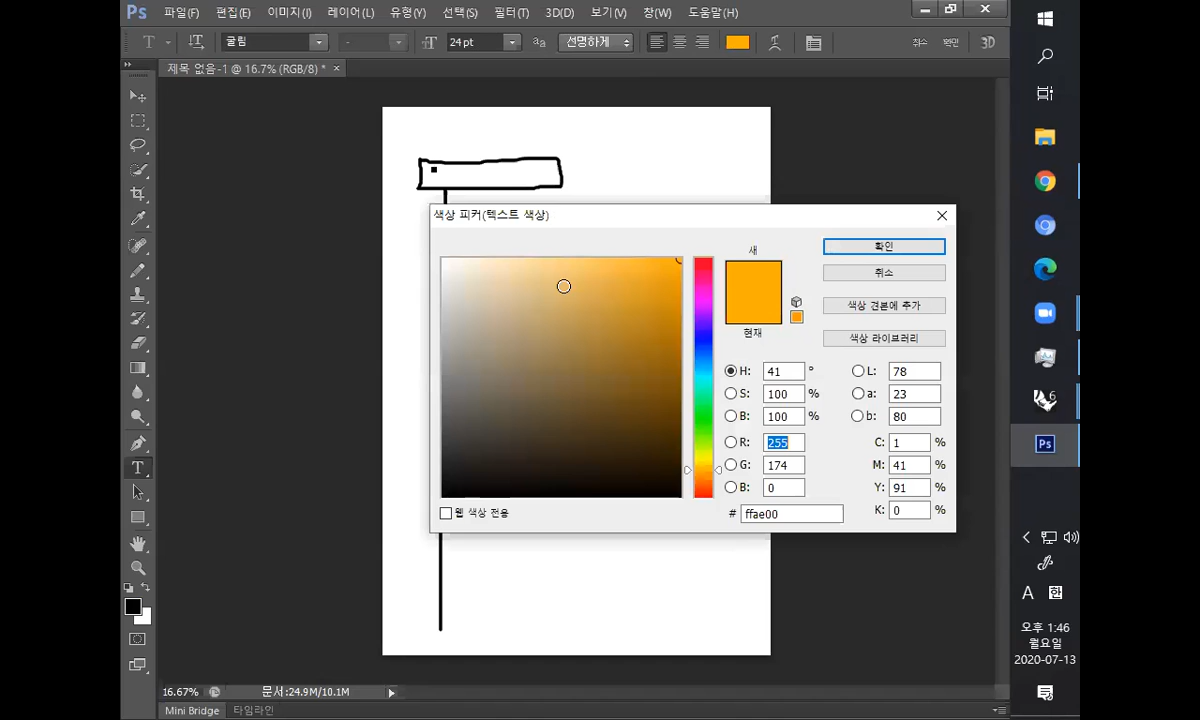 Ps 파일(F) 편집(E) 이미지(I) 레이어(L) 유형(Y) 선택(S) 필터(T) 3D(D) 보기(V) 창(W) 도움말(H)
T 굴림 - 24 pt 선명하게 취소 확인 3D
제목 없음-1 @ 16.7% (RGB/8) *
색상 피커(텍스트 색상)
새
현재
확인
취소
색상 견본에 추가
색상 라이브러리
H: 41 °
S: 100 %
B: 100 %
R: 255
G: 174
B: 0
L: 78
a: 23
b: 80
C: 1 %
M: 41 %
Y: 91 %
K: 0 %
# ffae00
웹 색상 전용
T
16.67% 문서:24.9M/10.1M
Mini Bridge 타임라인
6
Ps
A 한
오후 1:46
월요일
2020-07-13